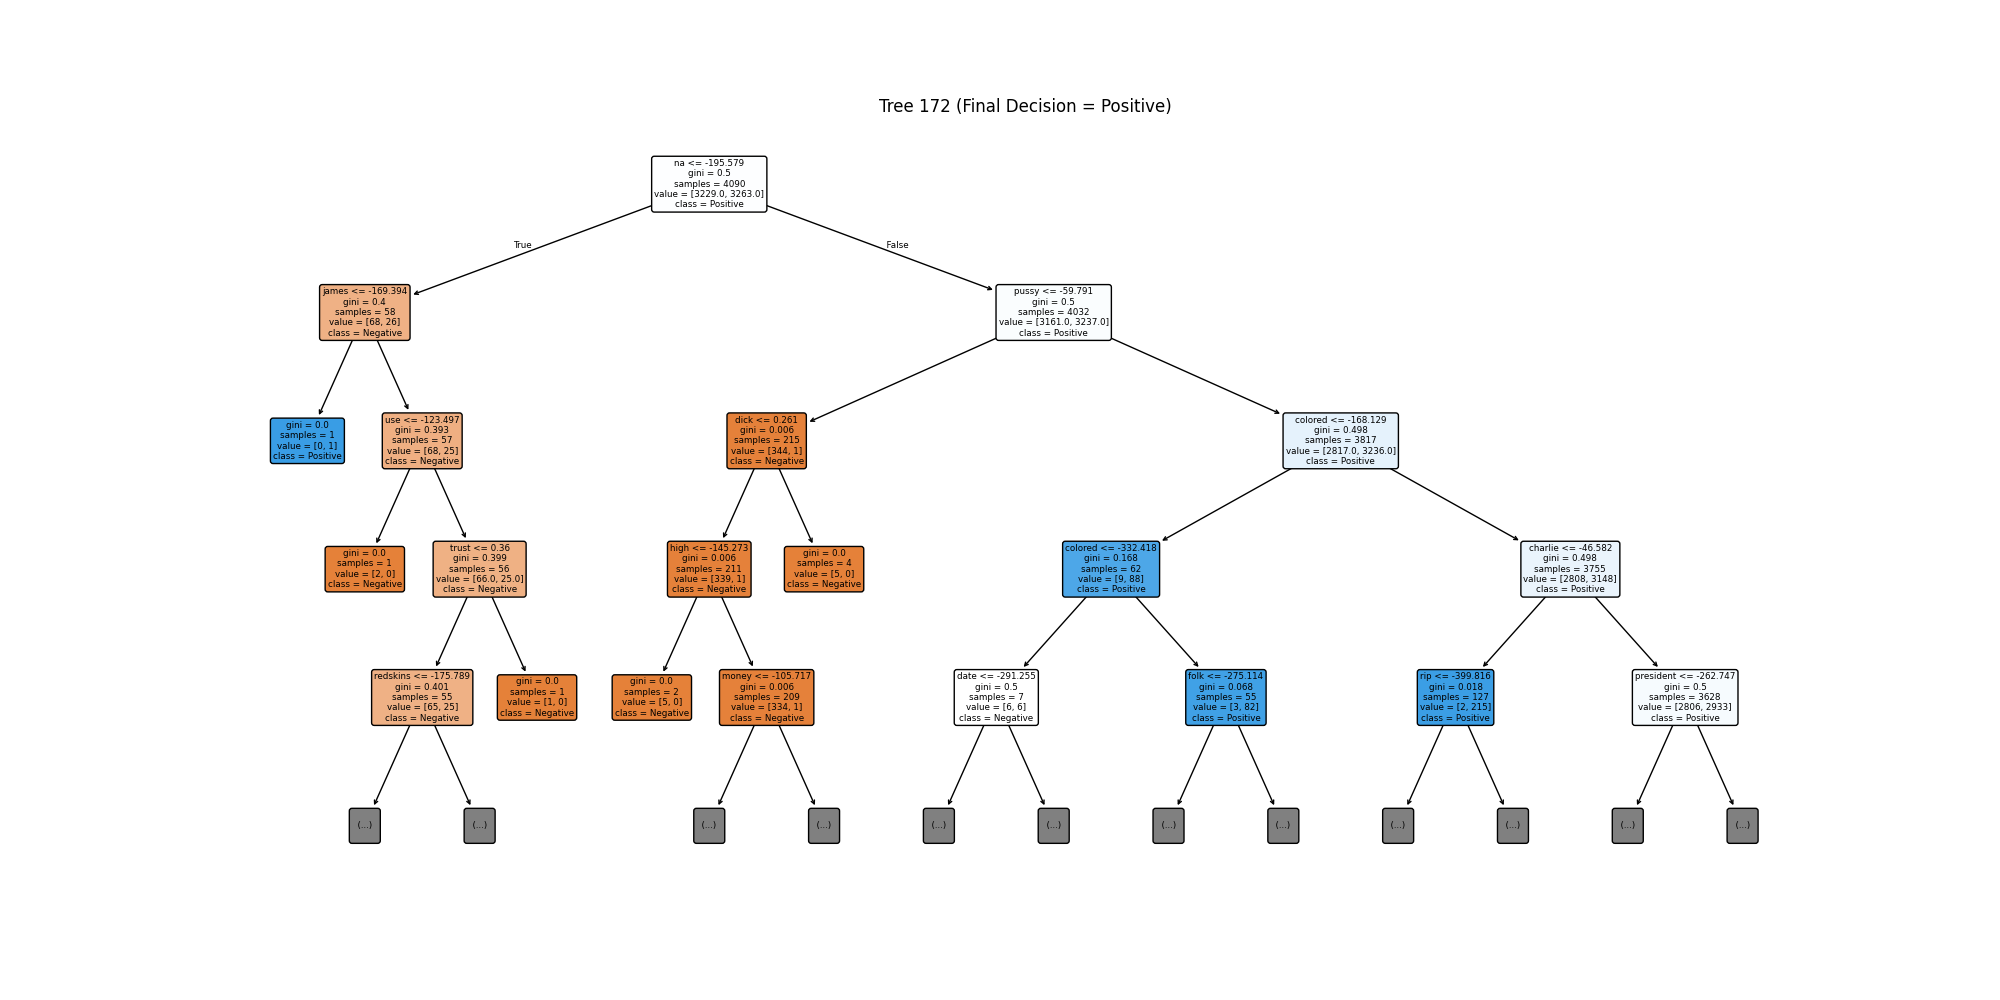 Tree 172 (Final Decision = Positive)
na <= -195.579
gini = 0.5
samples = 4090
value = [3229.0, 3263.0]
class = Positive
True
False
james <= -169.394
gini = 0.4
samples = 58
value = [68, 26]
class = Negative
pussy <= -59.791
gini = 0.5
samples = 4032
value = [3161.0, 3237.0]
class = Positive
gini = 0.0
samples = 1
value = [0, 1]
class = Positive
use <= -123.497
gini = 0.393
samples = 57
value = [68, 25]
class = Negative
dick <= 0.261
gini = 0.006
samples = 215
value = [344, 1]
class = Negative
colored <= -168.129
gini = 0.498
samples = 3817
value = [2817.0, 3236.0]
class = Positive
gini = 0.0
samples = 1
value = [2, 0]
class = Negative
trust <= 0.36
gini = 0.399
samples = 56
value = [66.0, 25.0]
class = Negative
high <= -145.273
gini = 0.006
samples = 211
value = [339, 1]
class = Negative
gini = 0.0
samples = 4
value = [5, 0]
class = Negative
colored <= -332.418
gini = 0.168
samples = 62
value = [9, 88]
class = Positive
charlie <= -46.582
gini = 0.498
samples = 3755
value = [2808, 3148]
class = Positive
redskins <= -175.789
gini = 0.401
samples = 55
value = [65, 25]
class = Negative
gini = 0.0
samples = 1
value = [1, 0]
class = Negative
gini = 0.0
samples = 2
value = [5, 0]
class = Negative
money <= -105.717
gini = 0.006
samples = 209
value = [334, 1]
class = Negative
date <= -291.255
gini = 0.5
samples = 7
value = [6, 6]
class = Negative
folk <= -275.114
gini = 0.068
samples = 55
value = [3, 82]
class = Positive
rip <= -399.816
gini = 0.018
samples = 127
value = [2, 215]
class = Positive
president <= -262.747
gini = 0.5
samples = 3628
value = [2806, 2933]
class = Positive
(...)
(...)
(...)
(...)
(...)
(...)
(...)
(...)
(...)
(...)
(...)
(...)